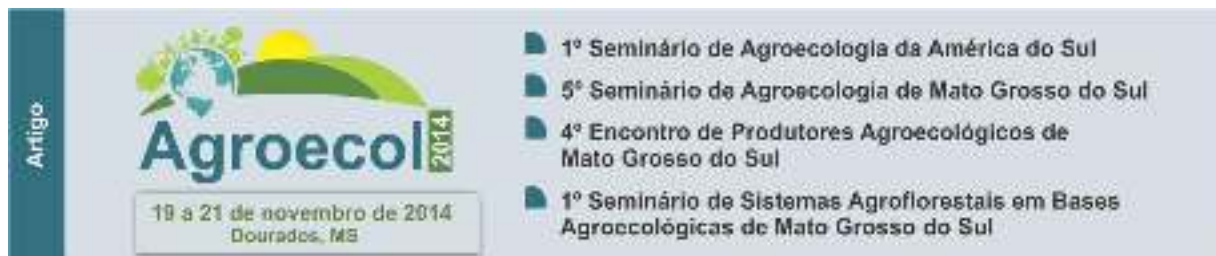 Artigo
Agroecol 2014
19 a 21 de novembro de 2014
Dourados, MS
1º Seminário de Agroecologia da América do Sul
5º Seminário de Agroecologia de Mato Grosso do Sul
4º Encontro de Produtores Agroecológicos de
Mato Grosso do Sul
1º Seminário de Sistemas Agroflorestais em Bases
Agroecológicas de Mato Grosso do Sul